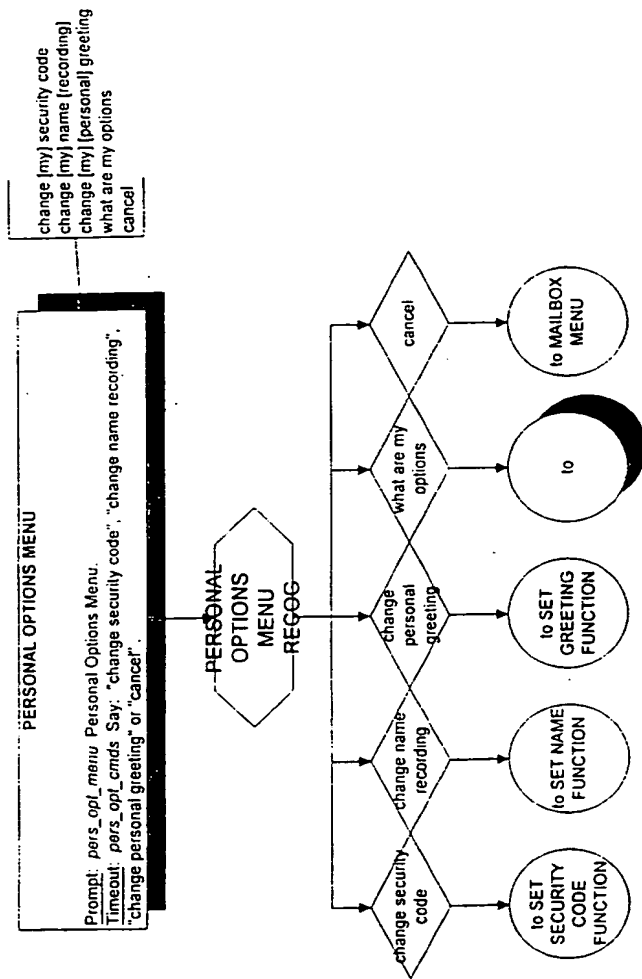 change [my] security code
change [my] name [recording]
change [my] [personal] greeting
what are my options
cancel
PERSONAL OPTIONS MENU
Prompt: pers_opt_menu Personal Options Menu.
Timeout: pers_opt_cmds Say: "change security code", "change name recording",
"change personal greeting" or "cancel".
PERSONAL
OPTIONS
MENU
REGOG
change security
code
change name
recording
change
personal
greeting
what are my
options
cancel
to SET
SECURITY
CODE
FUNCTION
to SET NAME
FUNCTION
to SET
GREETING
FUNCTION
to
to MAILBOX
MENU